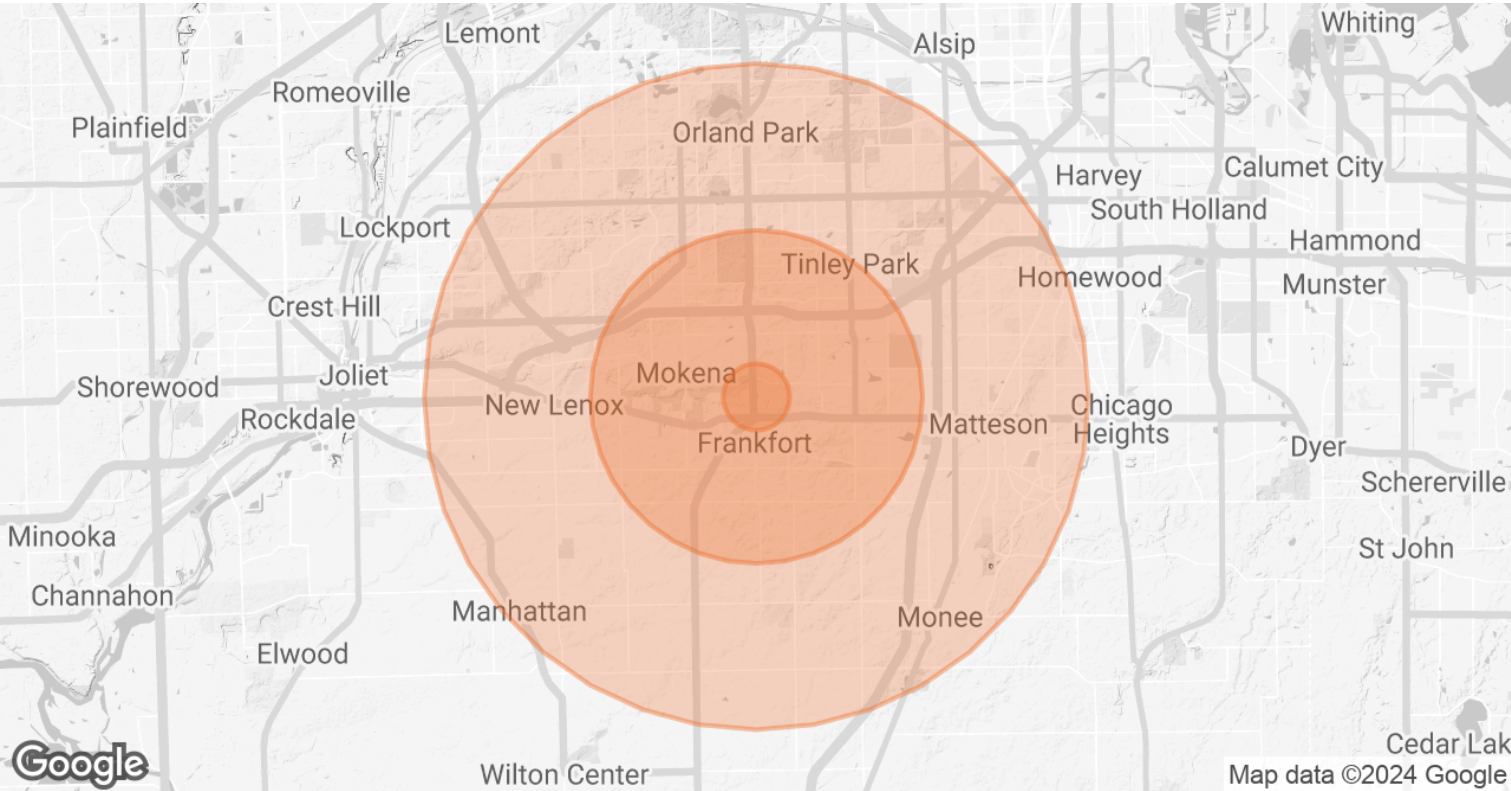 Lemont
Whiting
Alsip
Romeoville
Plainfield
Orland Park
Calumet City
Harvey
South Holland
Lockport
Hammond
Tinley Park
Homewood
Munster
Crest Hill
Mokena
Joliet
Shorewood
New Lenox
Chicago
Heights
Rockdale
Matteson
Frankfort
Dyer
Schererville
Minooka
St John
Channahon
Manhattan
Monee
Elwood
Cedar Lak
Google
Wilton Center
Map data ©2024 Google